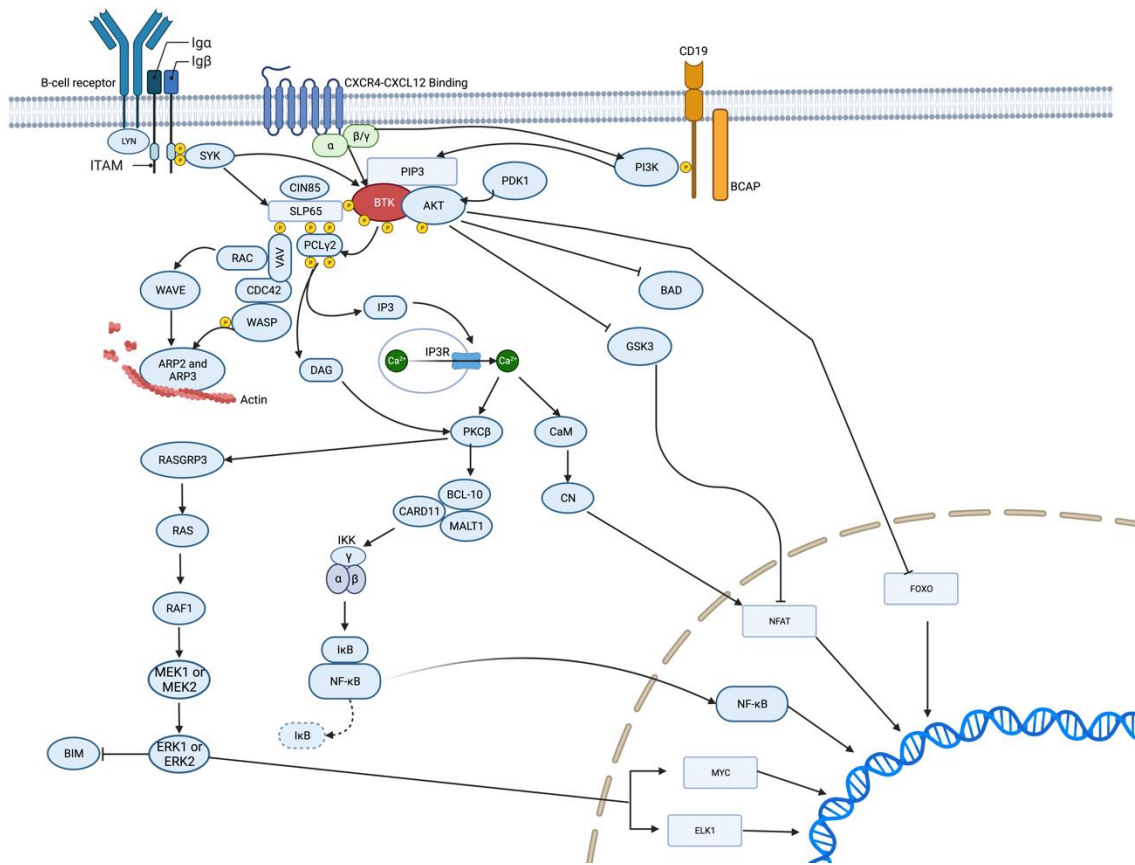 Igα
CD19
Igβ
B-cell receptor
CXCR4-CXCL12 Binding
LYN
β/γ
α
P
P
SYK
ITAM
PIP3
PI3K
P
BCAP
CIN85
PDK1
SLP65
P
BTK
AKT
P
P
P
P
P
P
P
RAC
VAV
PCLγ2
P
P
WAVE
CDC42
BAD
IP3
P
WASP
GSK3
IP3R
Ca²⁺
Ca²⁺
ARP2 and
ARP3
DAG
Actin
PKCβ
CaM
RASGRP3
BCL-10
CN
CARD11
MALT1
RAS
IKK
γ
α
β
FOXO
RAF1
NFAT
IκB
MEK1 or
MEK2
NF-κB
NF-κB
IκB
BIM
ERK1 or
ERK2
MYC
ELK1